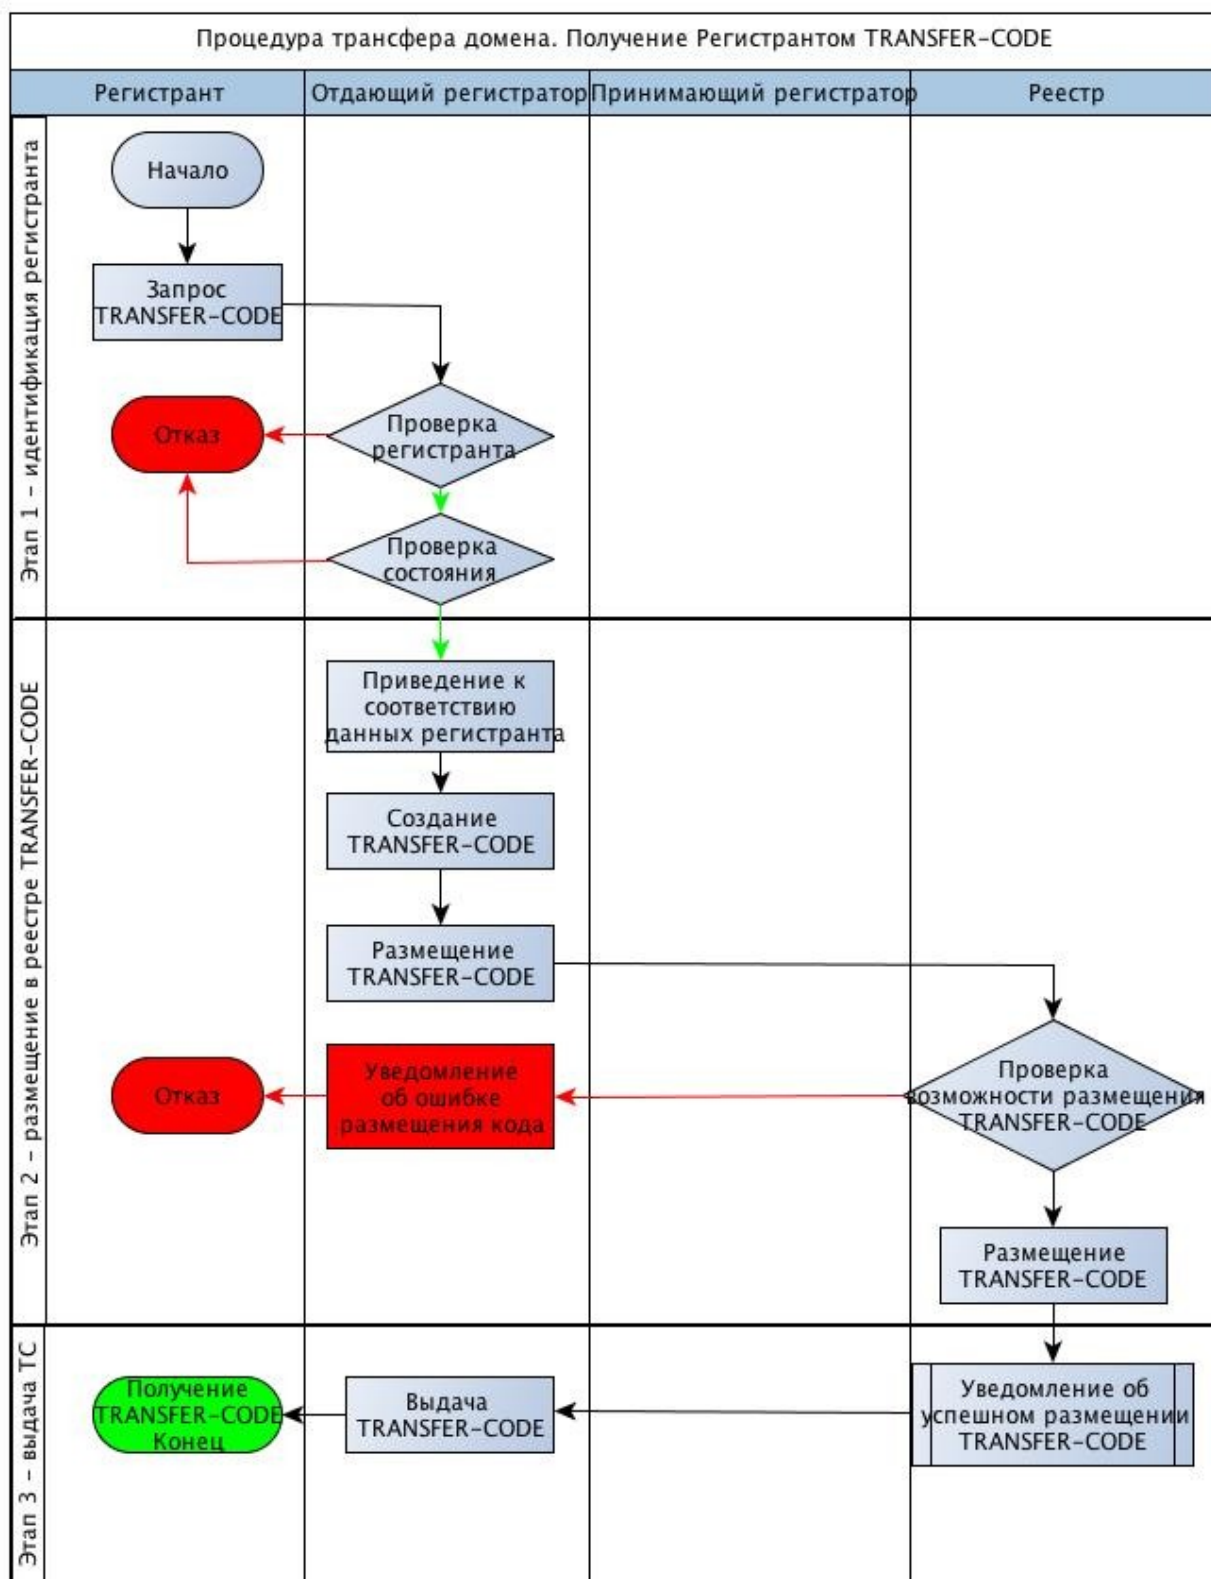 Процедура трансфера домена. Получение Регистрантом TRANSFER-CODE
Регистрант
Отдающий регистратор
Принимающий регистратор
Реестр
Этап 1 – идентификация регистранта
Начало
Запрос
TRANSFER-CODE
Проверка
регистранта
Отказ
Проверка
состояния
Этап 2 – размещение в реестре TRANSFER-CODE
Приведение к
соответствию
данных регистранта
Создание
TRANSFER-CODE
Размещение
TRANSFER-CODE
Проверка
возможности размещения
TRANSFER-CODE
Уведомление
об ошибке
размещения кода
Отказ
Размещение
TRANSFER-CODE
Этап 3 – выдача ТС
Уведомление об
успешном размещении
TRANSFER-CODE
Выдача
TRANSFER-CODE
Получение
TRANSFER-CODE
Конец